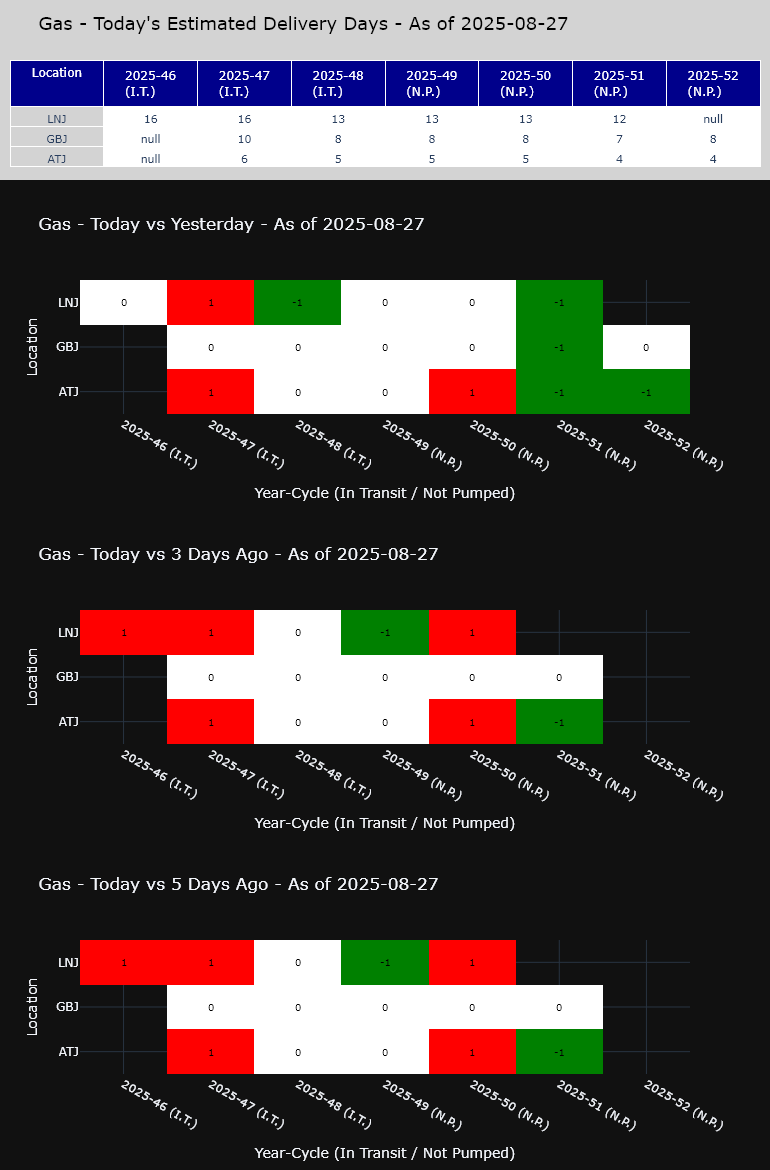 Gas - Today's Estimated Delivery Days - As of 2025-08-27
Location 2025-46 (I.T.) 2025-47 (I.T.) 2025-48 (I.T.) 2025-49 (N.P.) 2025-50 (N.P.) 2025-51 (N.P.) 2025-52 (N.P.)
LNJ 16 16 13 13 13 12 null
GBJ null 10 8 8 8 7 8
ATJ null 6 5 5 5 4 4
Gas - Today vs Yesterday - As of 2025-08-27
Location
LNJ 0 1 -1 0 0 -1
GBJ 0 0 0 0 -1 0
ATJ 1 0 0 1 -1 -1
2025-46 (I.T.) 2025-47 (I.T.) 2025-48 (I.T.) 2025-49 (N.P.) 2025-50 (N.P.) 2025-51 (N.P.) 2025-52 (N.P.)
Year-Cycle (In Transit / Not Pumped)
Gas - Today vs 3 Days Ago - As of 2025-08-27
Location
LNJ 1 1 0 -1 1
GBJ 0 0 0 0 0
ATJ 1 0 0 1 -1
2025-46 (I.T.) 2025-47 (I.T.) 2025-48 (I.T.) 2025-49 (N.P.) 2025-50 (N.P.) 2025-51 (N.P.) 2025-52 (N.P.)
Year-Cycle (In Transit / Not Pumped)
Gas - Today vs 5 Days Ago - As of 2025-08-27
Location
LNJ 1 1 0 -1 1
GBJ 0 0 0 0 0
ATJ 1 0 0 1 -1
2025-46 (I.T.) 2025-47 (I.T.) 2025-48 (I.T.) 2025-49 (N.P.) 2025-50 (N.P.) 2025-51 (N.P.) 2025-52 (N.P.)
Year-Cycle (In Transit / Not Pumped)